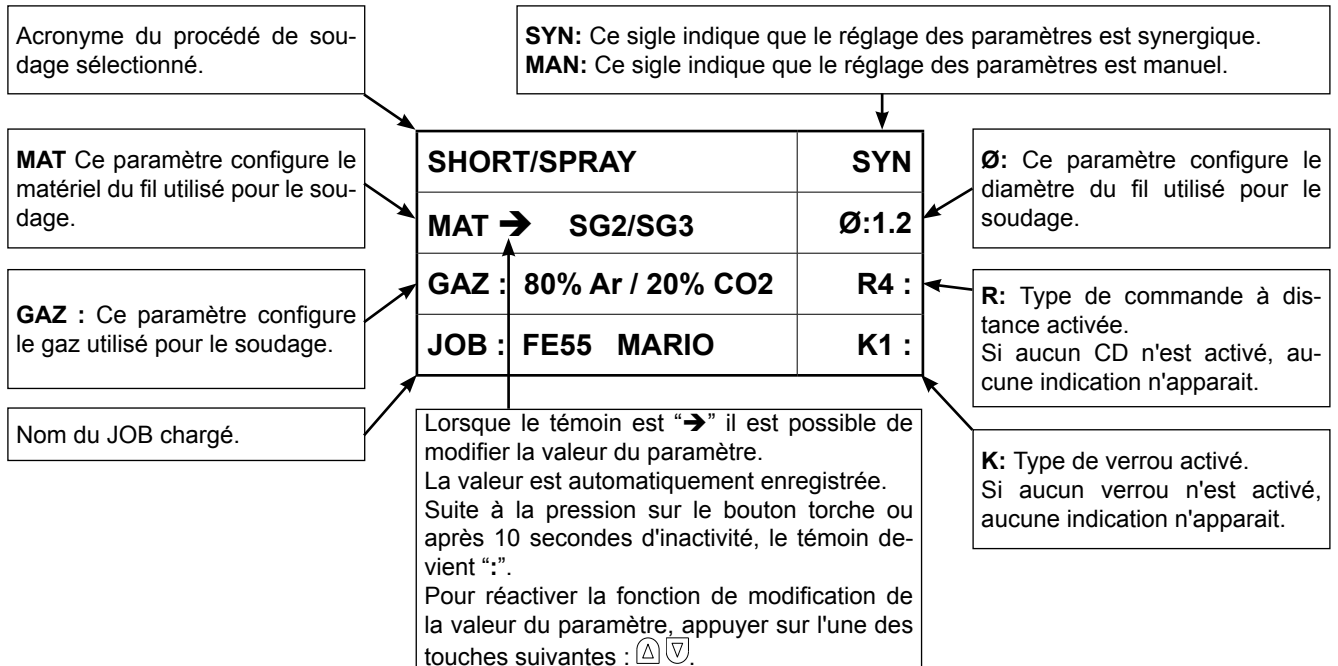 Acronyme du procédé de sou-
dage sélectionné.
SYN: Ce sigle indique que le réglage des paramètres est synergique.
MAN: Ce sigle indique que le réglage des paramètres est manuel.
MAT Ce paramètre configure le
matériel du fil utilisé pour le sou-
dage.
GAZ : Ce paramètre configure
le gaz utilisé pour le soudage.
Nom du JOB chargé.
SHORT/SPRAY SYN
MAT ➔ SG2/SG3 Ø:1.2
GAZ : 80% Ar / 20% CO2 R4 :
JOB : FE55 MARIO K1 :
Ø: Ce paramètre configure le
diamètre du fil utilisé pour le
soudage.
R: Type de commande à dis-
tance activée.
Si aucun CD n'est activé, au-
cune indication n'apparait.
K: Type de verrou activé.
Si aucun verrou n'est activé,
aucune indication n'apparait.
Lorsque le témoin est “➔” il est possible de
modifier la valeur du paramètre.
La valeur est automatiquement enregistrée.
Suite à la pression sur le bouton torche ou
après 10 secondes d'inactivité, le témoin de-
vient “:”.
Pour réactiver la fonction de modification de
la valeur du paramètre, appuyer sur l'une des
touches suivantes : △ ▽.